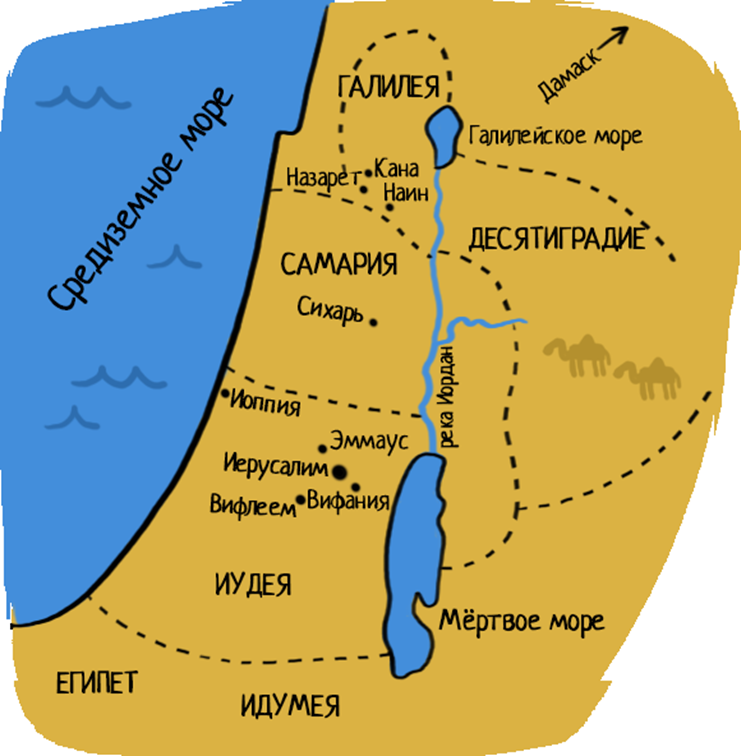 ГАЛИЛЕЯ
Дамаск
Средиземное море
Галилейское море
Кана
Назарет
Наин
ДЕСЯТИГРАДИЕ
САМАРИЯ
Сихарь
река Иордан
Иоппия
Эммаус
Иерусалим
Вифлеем
Вифания
ИУДЕЯ
Мёртвое море
ЕГИПЕТ
ИДУМЕЯ